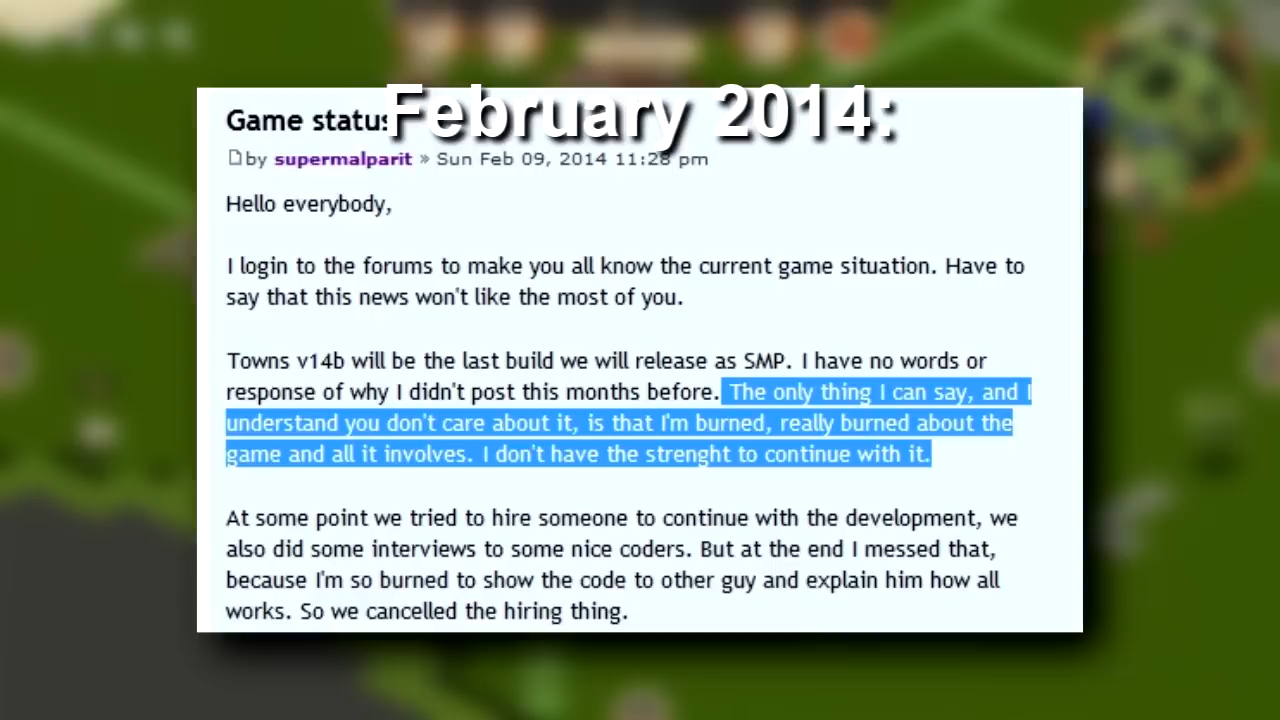 February 2014:
Game status
by supermalparit » Sun Feb 09, 2014 11:28 pm
Hello everybody,
I login to the forums to make you all know the current game situation. Have to
say that this news won't like the most of you.
Towns v14b will be the last build we will release as SMP. I have no words or
response of why I didn't post this months before. The only thing I can say, and I
understand you don't care about it, is that I'm burned, really burned about the
game and all it involves. I don't have the strenght to continue with it.
At some point we tried to hire someone to continue with the development, we
also did some interviews to some nice coders. But at the end I messed that,
because I'm so burned to show the code to other guy and explain him how all
works. So we cancelled the hiring thing.